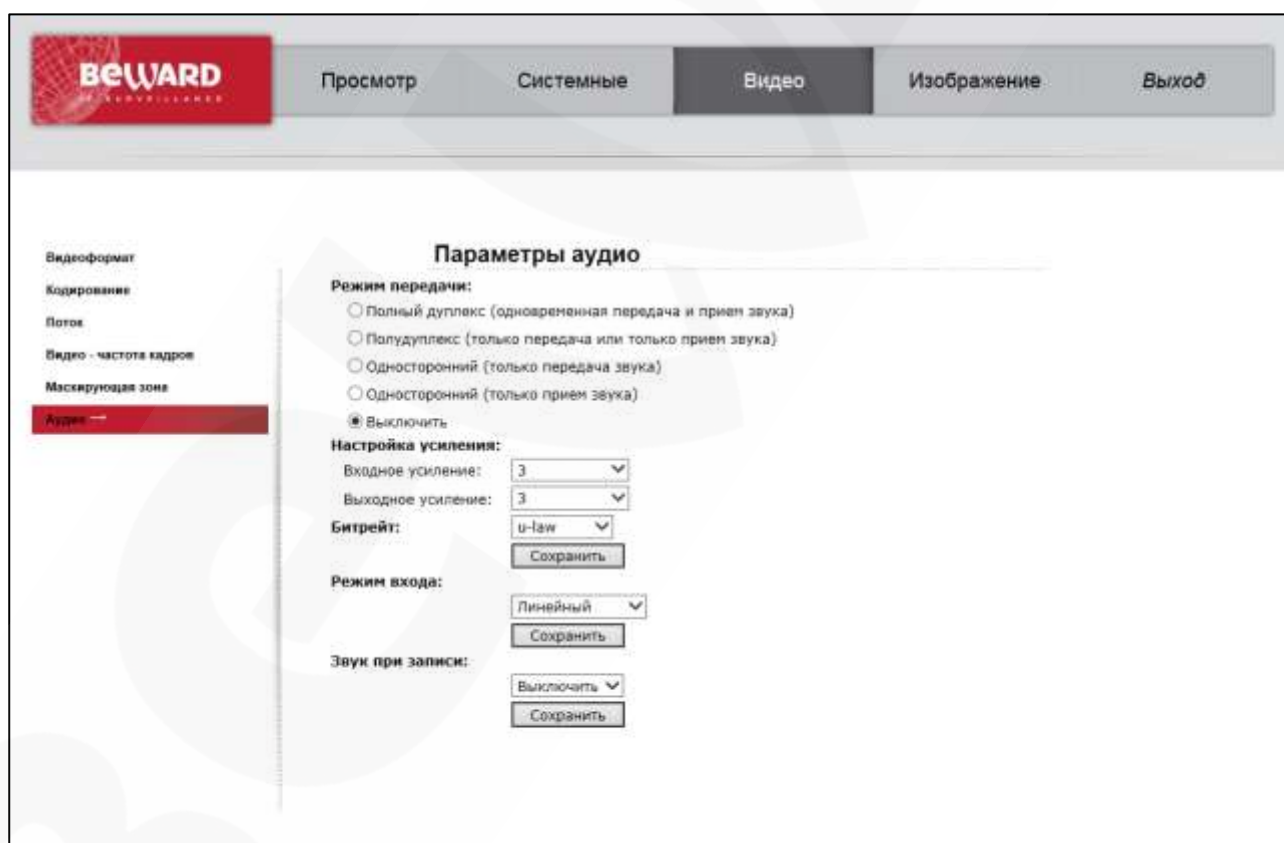 BEWARD
IP SURVEILLANCE
Просмотр Системные Видео Изображение Выход
Видеоформат
Кодирование
Поток
Видео - частота кадров
Маскирующая зона
Аудио →
Параметры аудио
Режим передачи:
Полный дуплекс (одновременная передача и прием звука)
Полудуплекс (только передача или только прием звука)
Односторонний (только передача звука)
Односторонний (только прием звука)
Выключить
Настройка усиления:
Входное усиление: 3
Выходное усиление: 3
Битрейт: u-law
Сохранить
Режим входа:
Линейный
Сохранить
Звук при записи:
Выключить
Сохранить